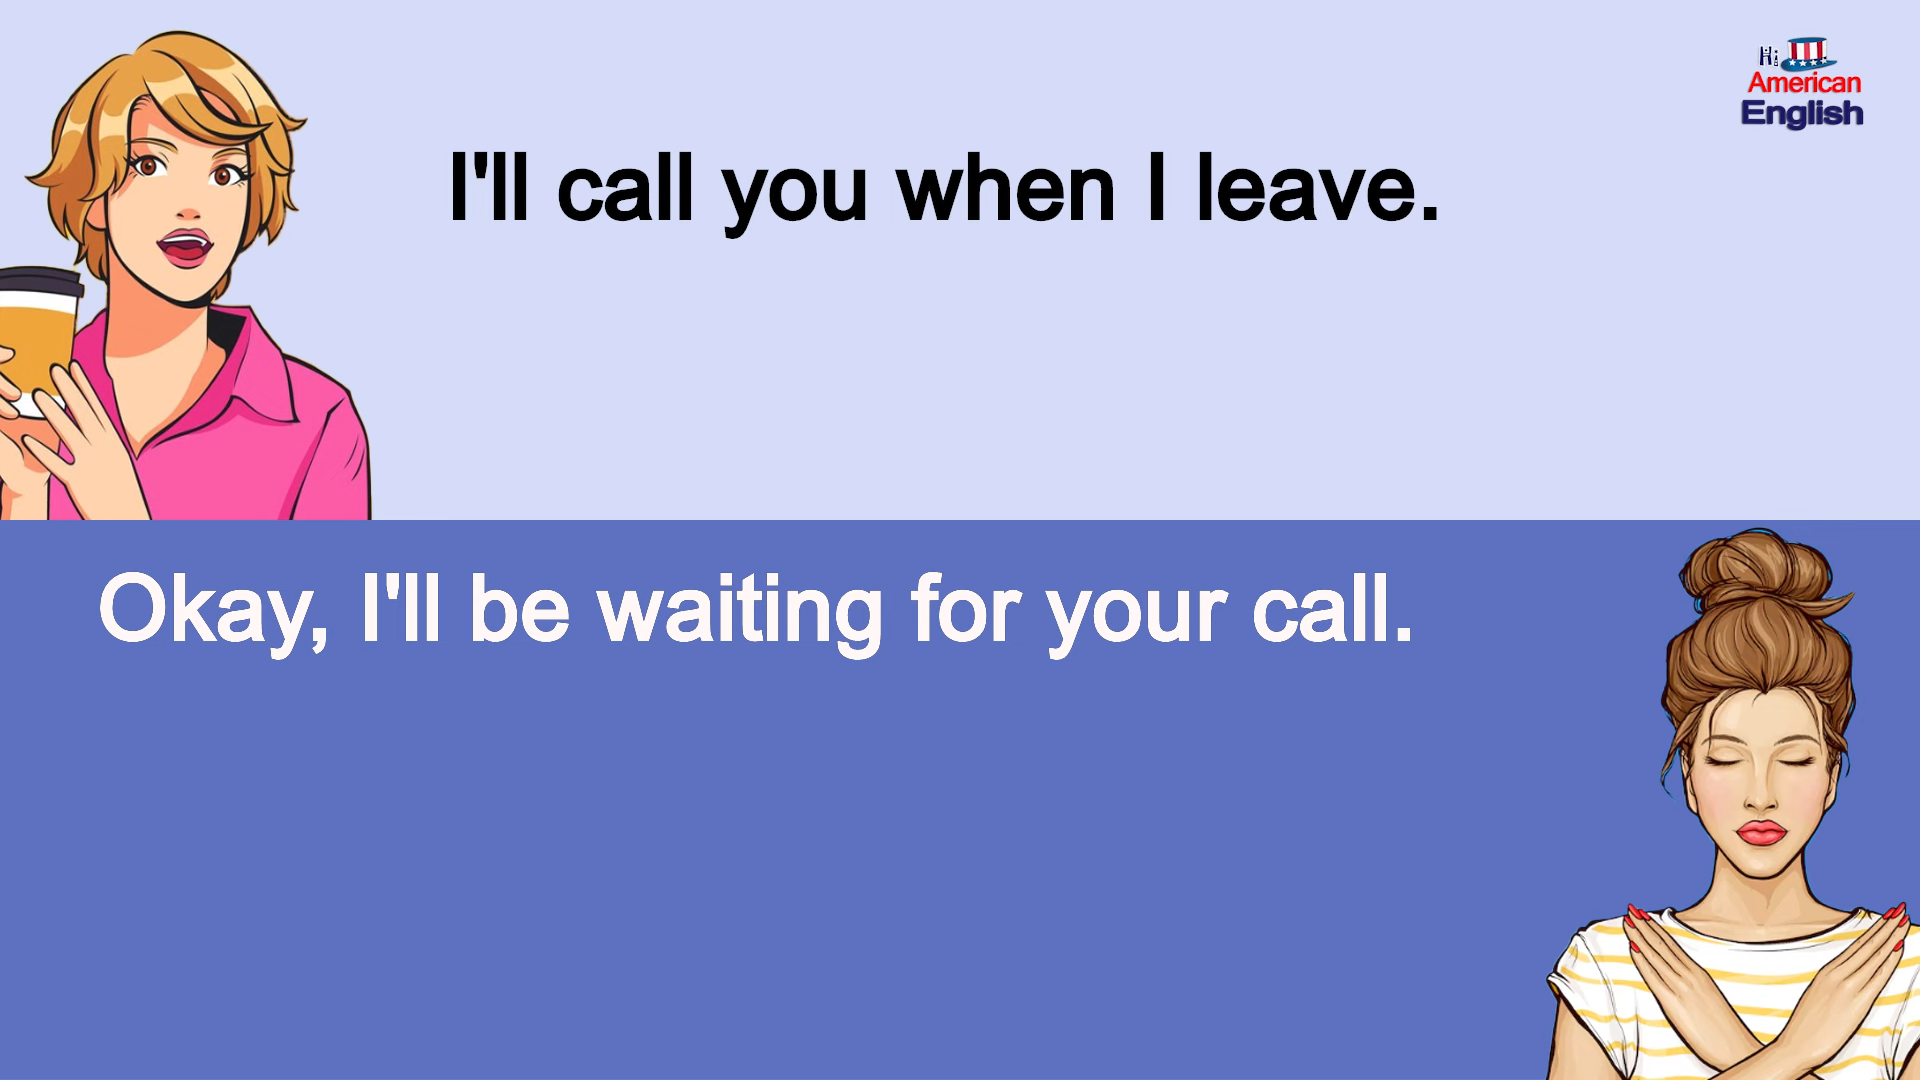 Hi
American
English
I'll call you when I leave.
Okay, I'll be waiting for your call.